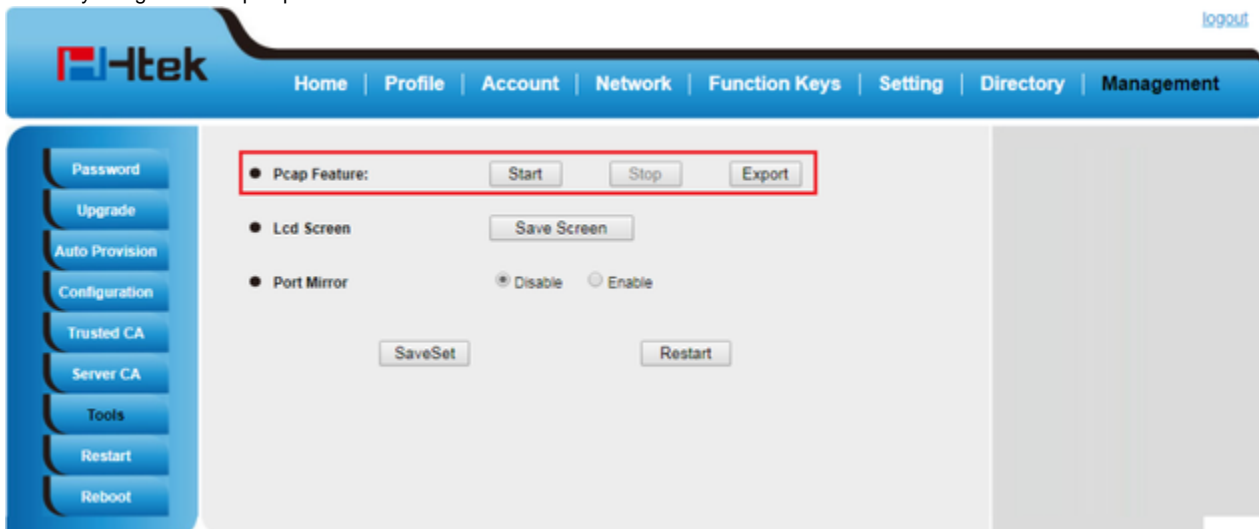 logout
Htek
Home | Profile | Account | Network | Function Keys | Setting | Directory | Management
Password
Upgrade
Auto Provision
Configuration
Trusted CA
Server CA
Tools
Restart
Reboot
Pcap Feature: Start Stop Export
Lcd Screen Save Screen
Port Mirror Disable Enable
SaveSet Restart